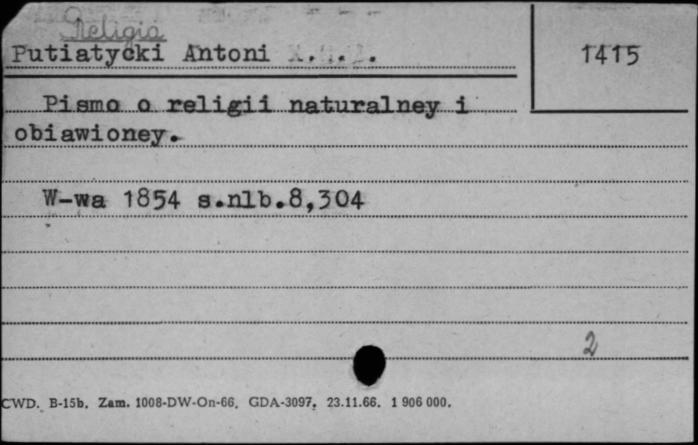 Religia
Putiatycki Antoni
1415
Pismo o religii naturalney i
obiawioney.
W-wa 1854 s.nlb.8,304
2
CWD. B-15b. Zam. 1008-DW-On-66. GDA-3097. 23.11.66. 1 906 000.